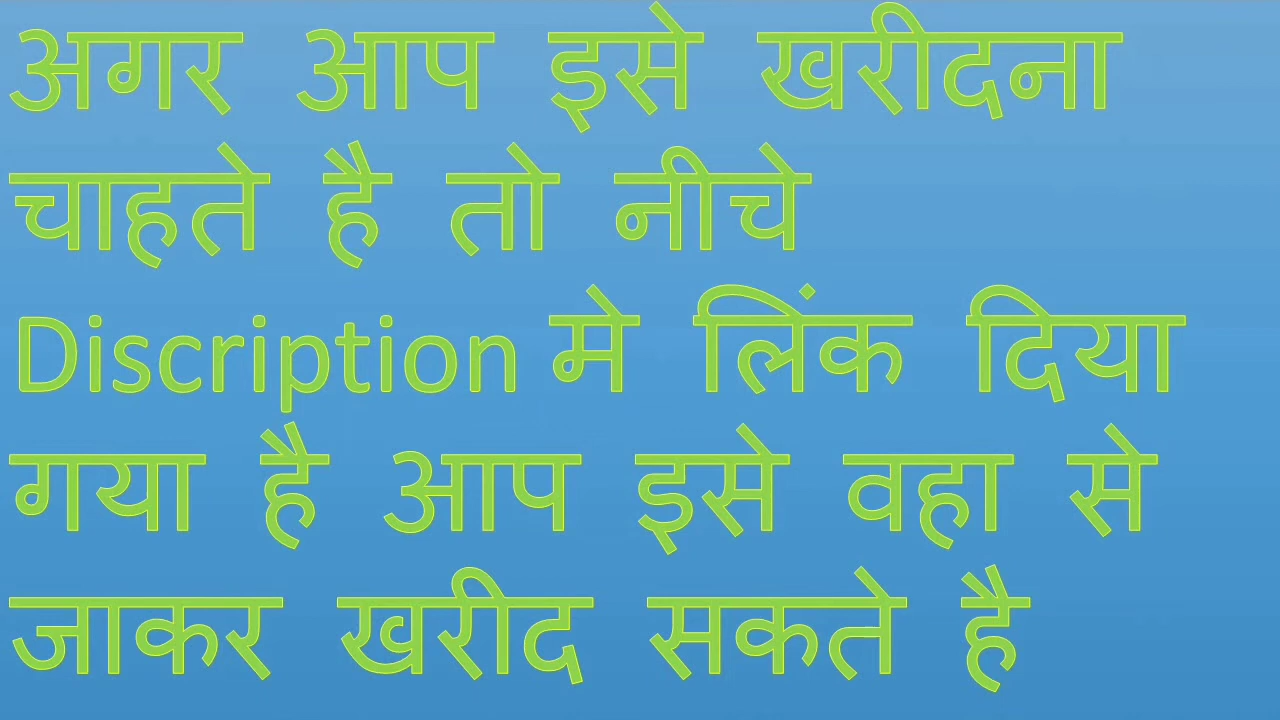 अगर आप इसे खरीदना
चाहते है तो नीचे
Discription मे लिंक दिया
गया है आप इसे वहा से
जाकर खरीद सकते है